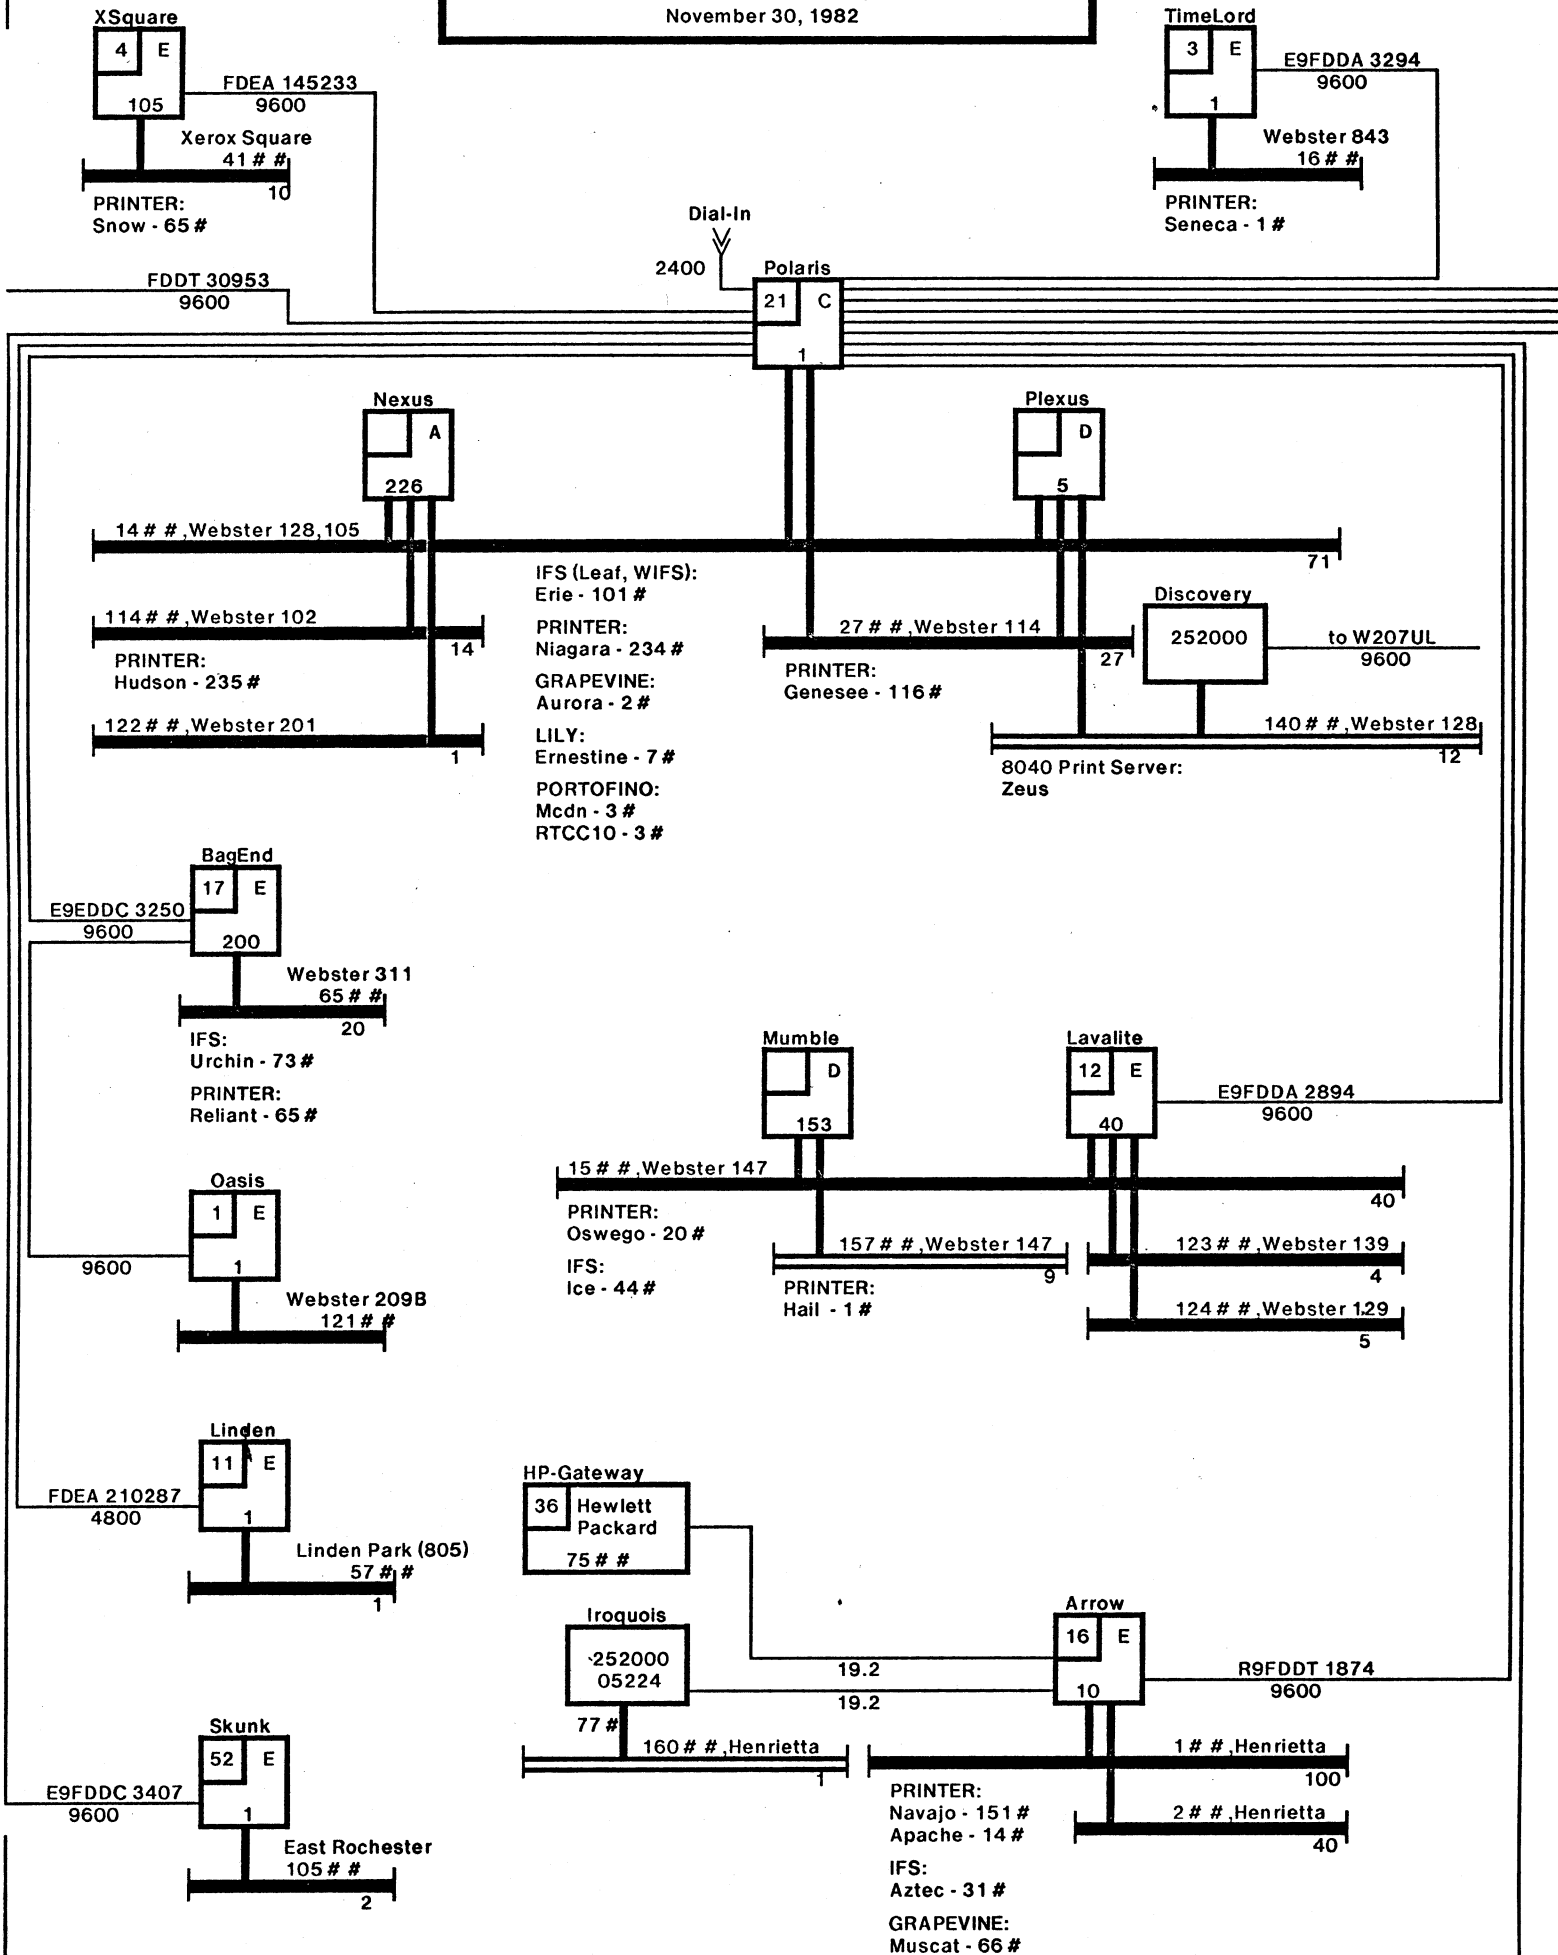 November 30, 1982
XSquare
4 E
105
FDEA 145233
9600
Xerox Square
41# #
10
PRINTER:
Snow - 65#
TimeLord
3 E
1
E9FDDA 3294
9600
Webster 843
16# #
PRINTER:
Seneca - 1#
Dial-In
2400
FDDT 30953
9600
Polaris
21 C
1
Nexus
A
226
14# #,Webster 128,105
71
114# #,Webster 102
14
PRINTER:
Hudson - 235#
122# #,Webster 201
1
IFS (Leaf, WIFS):
Erie - 101#
PRINTER:
Niagara - 234#
GRAPEVINE:
Aurora - 2#
LILY:
Ernestine - 7#
PORTOFINO:
Mcdn - 3#
RTCC10 - 3#
Plexus
D
5
27# #,Webster 114
27
PRINTER:
Genesee - 116#
Discovery
252000
to W207UL
9600
140# #,Webster 128
12
8040 Print Server:
Zeus
BagEnd
17 E
200
E9EDDC 3250
9600
Webster 311
65# #
20
IFS:
Urchin - 73#
PRINTER:
Reliant - 65#
Oasis
1 E
1
9600
Webster 209B
121# #
Mumble
D
153
Lavalite
12 E
40
E9FDDA 2894
9600
15# #,Webster 147
40
PRINTER:
Oswego - 20#
IFS:
Ice - 44#
157# #,Webster 147
9
PRINTER:
Hail - 1#
123# #,Webster 139
4
124# #,Webster 129
5
Linden
11 E
1
FDEA 210287
4800
Linden Park (805)
57# #
1
HP-Gateway
36 Hewlett
Packard
75# #
Iroquois
252000
05224
77#
160# #,Henrietta
1
19.2
19.2
Arrow
16 E
10
R9FDDT 1874
9600
1# #,Henrietta
100
2# #,Henrietta
40
PRINTER:
Navajo - 151#
Apache - 14#
IFS:
Aztec - 31#
GRAPEVINE:
Muscat - 66#
Skunk
52 E
1
E9FDDC 3407
9600
East Rochester
105# #
2